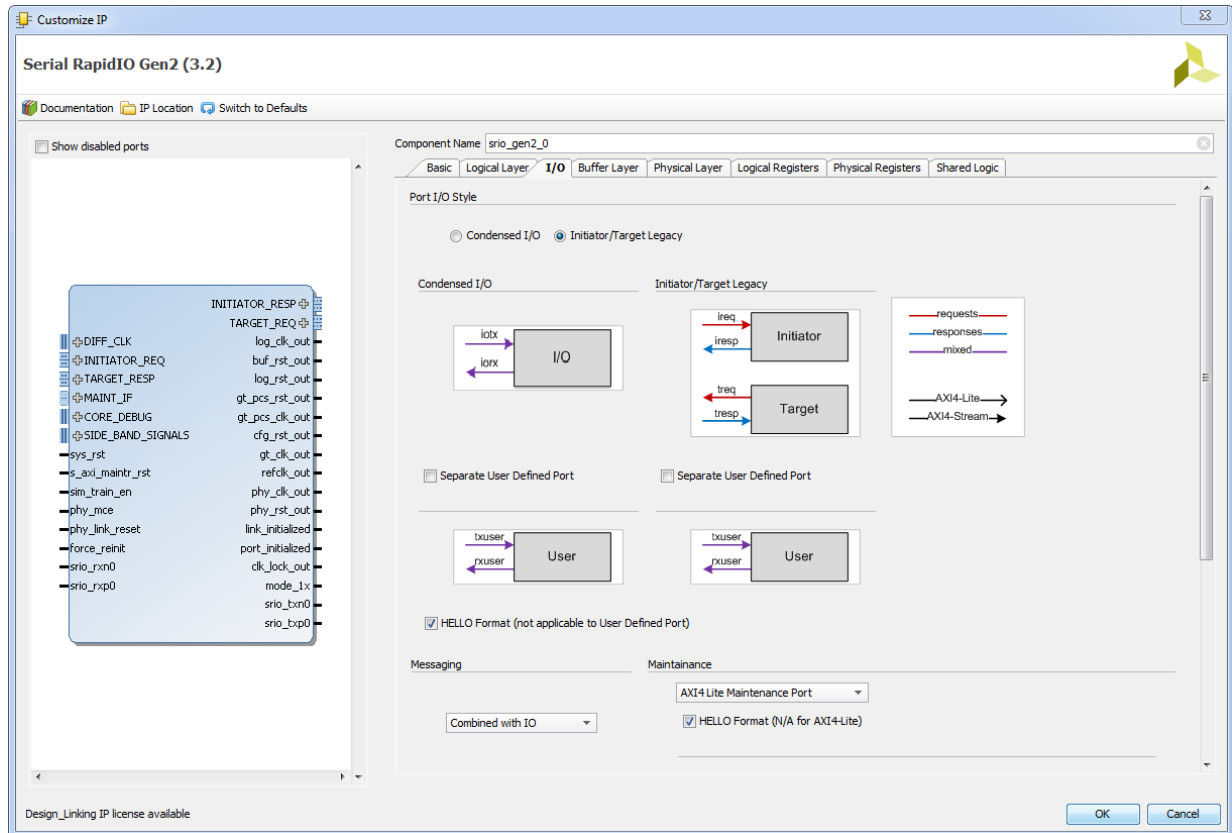 Customize IP
Serial RapidIO Gen2 (3.2)
Documentation IP Location Switch to Defaults
Show disabled ports
INITIATOR_RESP
TARGET_REQ
DIFF_CLK log_clk_out
INITIATOR_REQ buf_rst_out
TARGET_RESP log_rst_out
MAINT_IF gt_pcs_rst_out
CORE_DEBUG gt_pcs_clk_out
SIDE_BAND_SIGNALS cfg_rst_out
sys_rst gt_clk_out
s_axi_maintr_rst refclk_out
sim_train_en phy_clk_out
phy_mce phy_rst_out
phy_link_reset link_initialized
force_reinit port_initialized
srio_rxn0 clk_lock_out
srio_rxp0 mode_1x
srio_txn0
srio_txp0
Component Name srio_gen2_0
Basic Logical Layer I/O Buffer Layer Physical Layer Logical Registers Physical Registers Shared Logic
Port I/O Style
Condensed I/O Initiator/Target Legacy
Condensed I/O Initiator/Target Legacy
iotx
iorx
I/O
ireq
iresp
Initiator
treq
tresp
Target
requests
responses
mixed
AXI4-Lite
AXI4-Stream
Separate User Defined Port Separate User Defined Port
txuser
rxuser
User
txuser
rxuser
User
HELLO Format (not applicable to User Defined Port)
Messaging Maintainance
AXI4 Lite Maintenance Port
Combined with IO HELLO Format (N/A for AXI4-Lite)
Design_Linking IP license available
OK Cancel